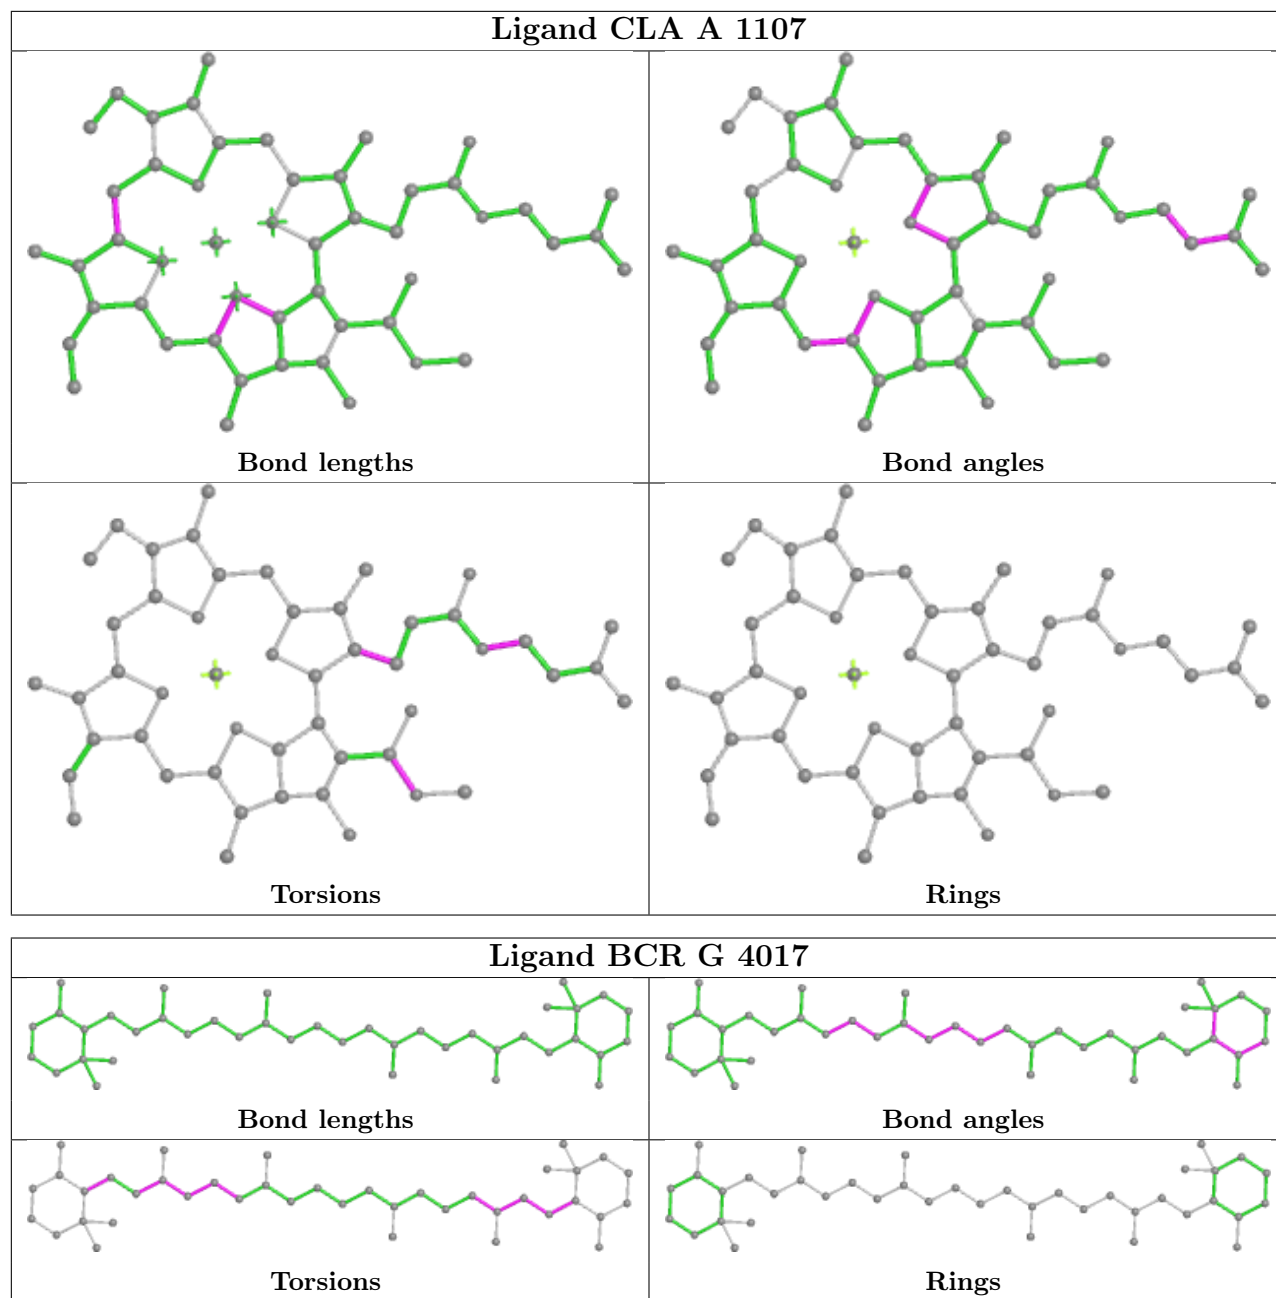 Ligand CLA A 1107
Bond lengths
Bond angles
Torsions
Rings
Ligand BCR G 4017
Bond lengths
Bond angles
Torsions
Rings